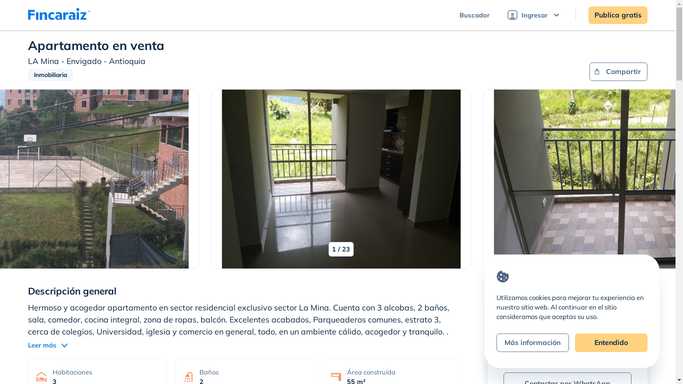 Fincaraiz
Buscador
Ingresar
Publica gratis
Apartamento en venta
LA Mina - Envigado - Antioquia
Inmobiliaria
Compartir
1 / 23
Descripción general
Hermoso y acogedor apartamento en sector residencial exclusivo sector La Mina. Cuenta con 3 alcobas, 2 baños,
sala, comedor, cocina integral, zona de ropas, balcón. Excelentes acabados, Parqueaderos comunes, estrato 3,
cerca de colegios, Universidad, iglesia y comercio en general, todo, en un ambiente cálido, acogedor y tranquilo. .
Leer más
Habitaciones
3
Baños
2
Área construida
55 m²
Utilizamos cookies para mejorar tu experiencia en
nuestro sitio web. Al continuar en el sitio
consideramos que aceptas su uso.
Más información
Entendido
Contactar por WhatsApp